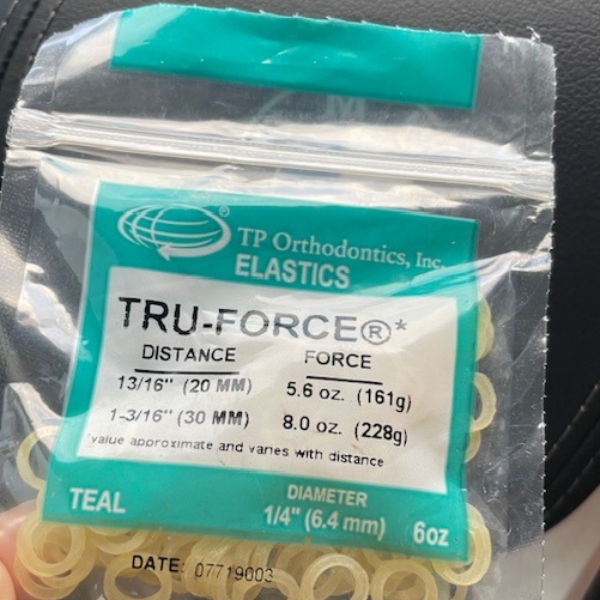 TP Orthodontics, Inc.
ELASTICS
TRU-FORCE®*
DISTANCE FORCE
13/16" (20 MM) 5.6 oz. (161g)
1-3/16" (30 MM) 8.0 oz. (228g)
value approximate and varies with distance
TEAL
DIAMETER
1/4" (6.4 mm) 6oz
DATE: 07719003